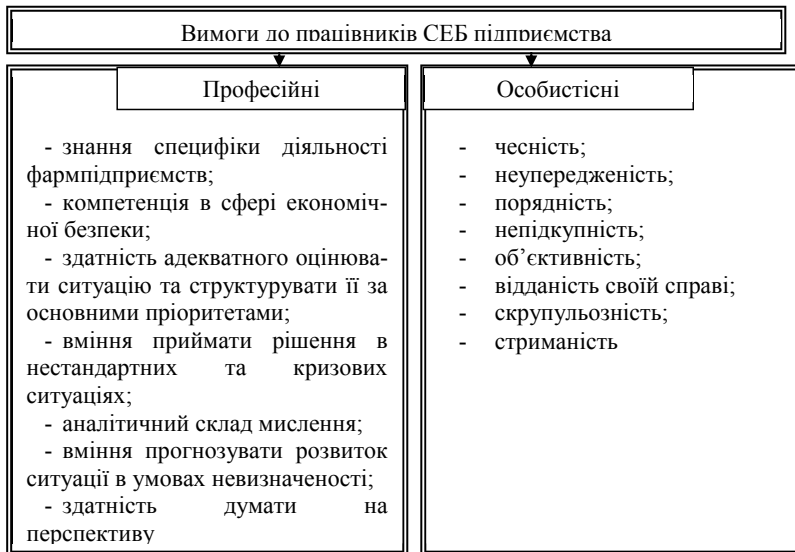 Вимоги до працівників СЕБ підприємства
Професійні
- знання специфіки діяльності
фармпідприємств;
- компетенція в сфері економіч-
ної безпеки;
- здатність адекватного оцінюва-
ти ситуацію та структурувати її за
основними пріоритетами;
- вміння приймати рішення в
нестандартних та кризових
ситуаціях;
- аналітичний склад мислення;
- вміння прогнозувати розвиток
ситуації в умовах невизначеності;
- здатність думати на
перспективу
Особистісні
- чесність;
- неупередженість;
- порядність;
- непідкупність;
- об’єктивність;
- відданість своїй справі;
- скрупульозність;
- стриманість